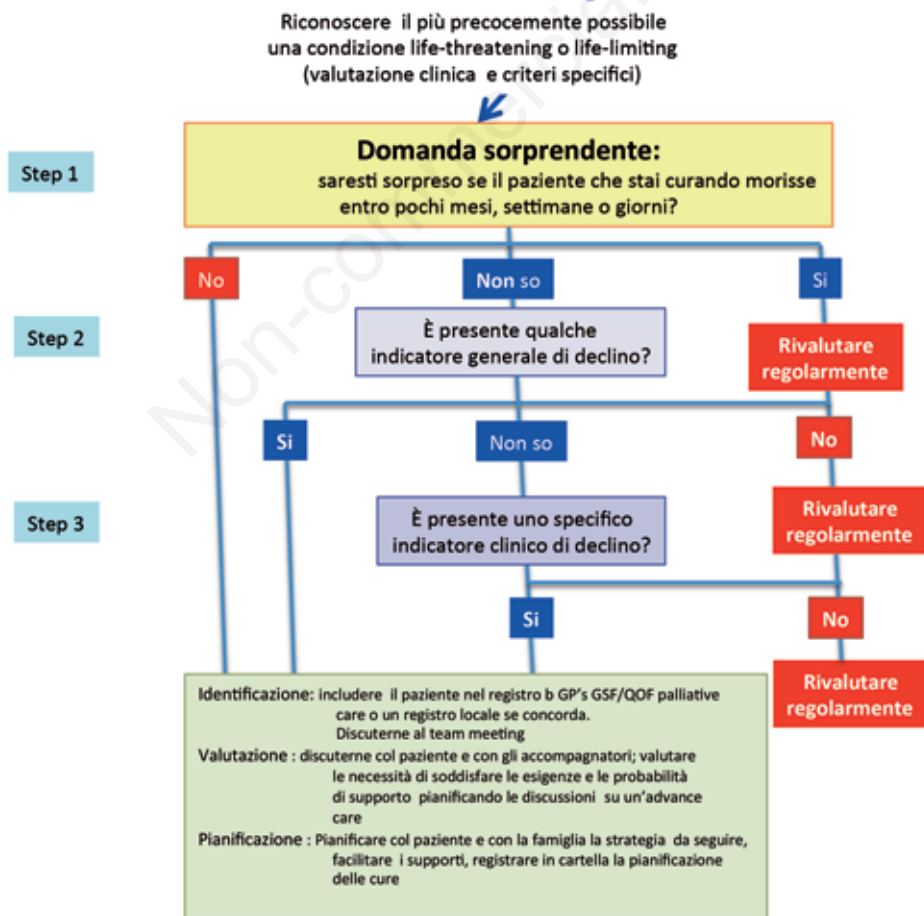 Riconoscere il più precocemente possibile
una condizione life-threatening o life-limiting
(valutazione clinica e criteri specifici)
Step 1
Domanda sorprendente:
saresti sorpreso se il paziente che stai curando morisse
entro pochi mesi, settimane o giorni?
No
Non so
Si
Step 2
È presente qualche
indicatore generale di declino?
Rivalutare
regolarmente
Si
Non so
No
Step 3
È presente uno specifico
indicatore clinico di declino?
Rivalutare
regolarmente
Si
No
Rivalutare
regolarmente
Identificazione: includere il paziente nel registro b GP's GSF/QOF palliative
care o un registro locale se concorda.
Discuterne al team meeting
Valutazione : discuterne col paziente e con gli accompagnatori; valutare
le necessità di soddisfare le esigenze e le probabilità
di supporto pianificando le discussioni su un'advance
care
Pianificazione : Pianificare col paziente e con la famiglia la strategia da seguire,
facilitare i supporti, registrare in cartella la pianificazione
delle cure
Non-commercial